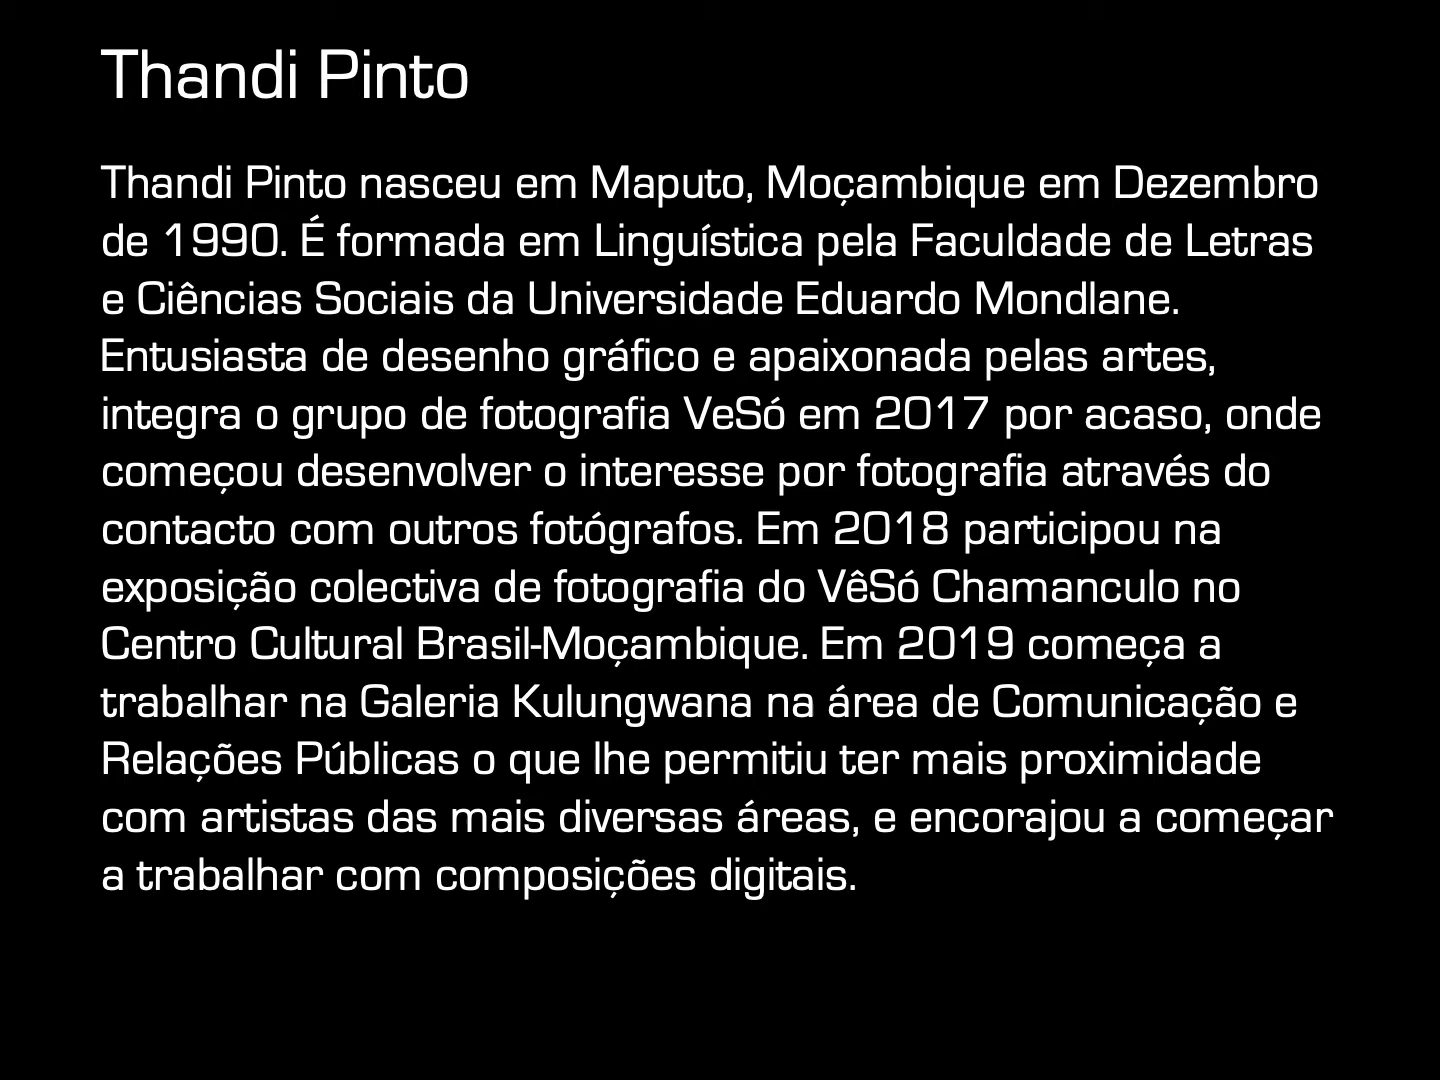 Thandi Pinto
Thandi Pinto nasceu em Maputo, Moçambique em Dezembro
de 1990. É formada em Linguística pela Faculdade de Letras
e Ciências Sociais da Universidade Eduardo Mondlane.
Entusiasta de desenho gráfico e apaixonada pelas artes,
integra o grupo de fotografia VeSó em 2017 por acaso, onde
começou desenvolver o interesse por fotografia através do
contacto com outros fotógrafos. Em 2018 participou na
exposição colectiva de fotografia do VêSó Chamanculo no
Centro Cultural Brasil-Moçambique. Em 2019 começa a
trabalhar na Galeria Kulungwana na área de Comunicação e
Relações Públicas o que lhe permitiu ter mais proximidade
com artistas das mais diversas áreas, e encorajou a começar
a trabalhar com composições digitais.